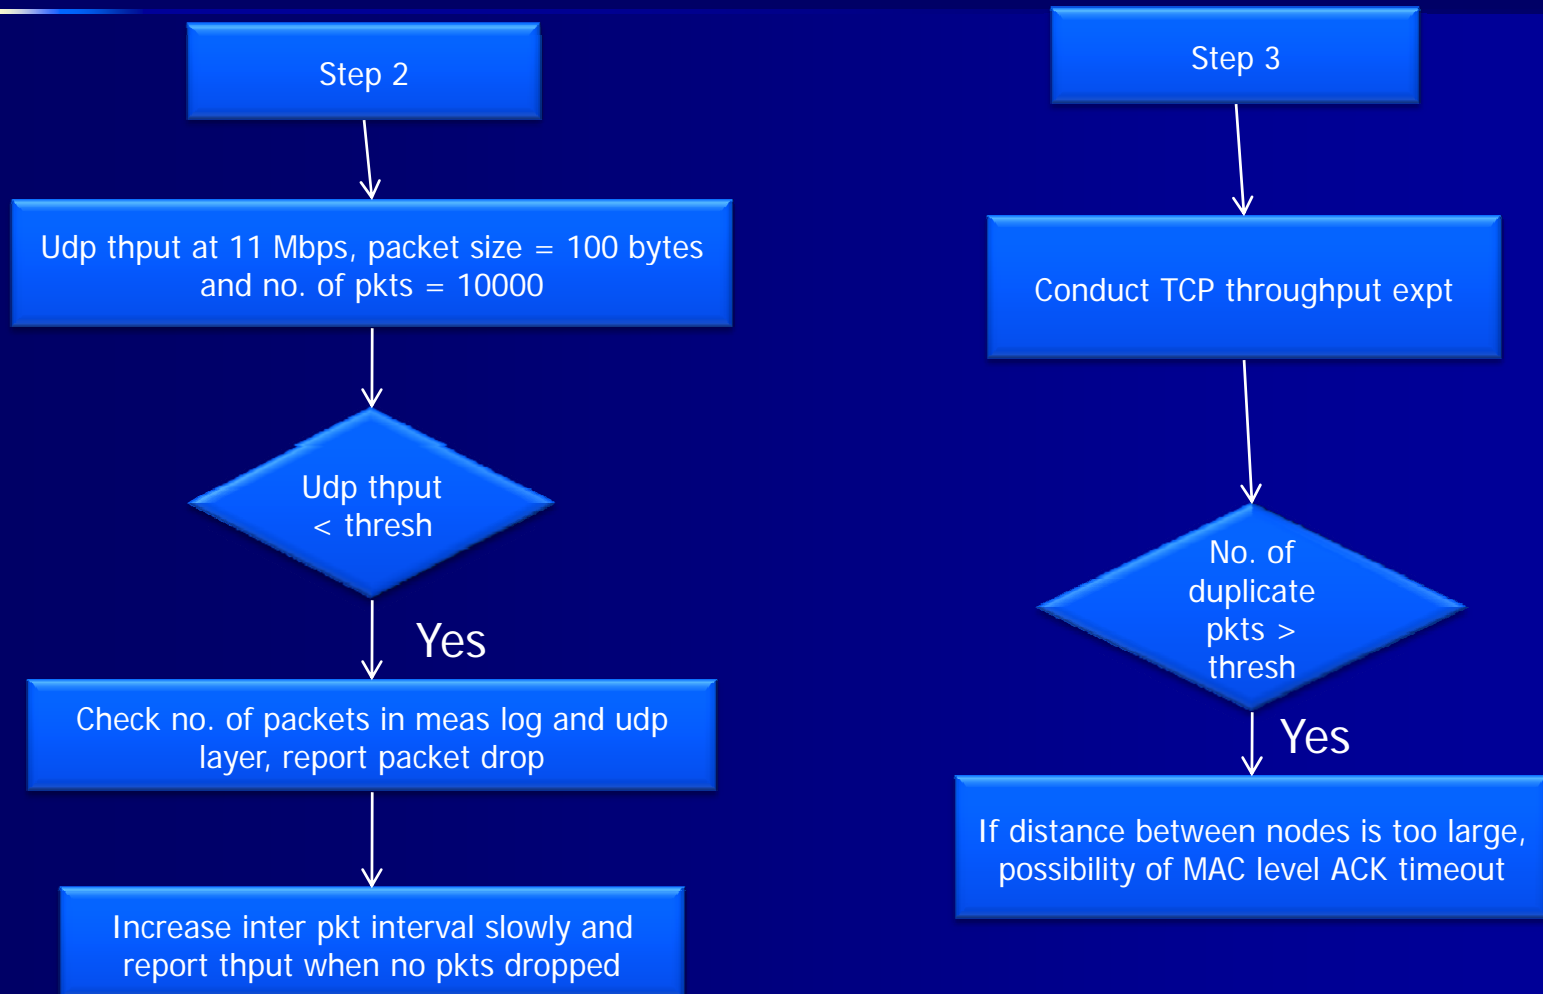 Step 2
Udp thput at 11 Mbps, packet size = 100 bytes
and no. of pkts = 10000
Udp thput
< thresh
Yes
Check no. of packets in meas log and udp
layer, report packet drop
Increase inter pkt interval slowly and
report thput when no pkts dropped
Step 3
Conduct TCP throughput expt
No. of
duplicate
pkts >
thresh
Yes
If distance between nodes is too large,
possibility of MAC level ACK timeout